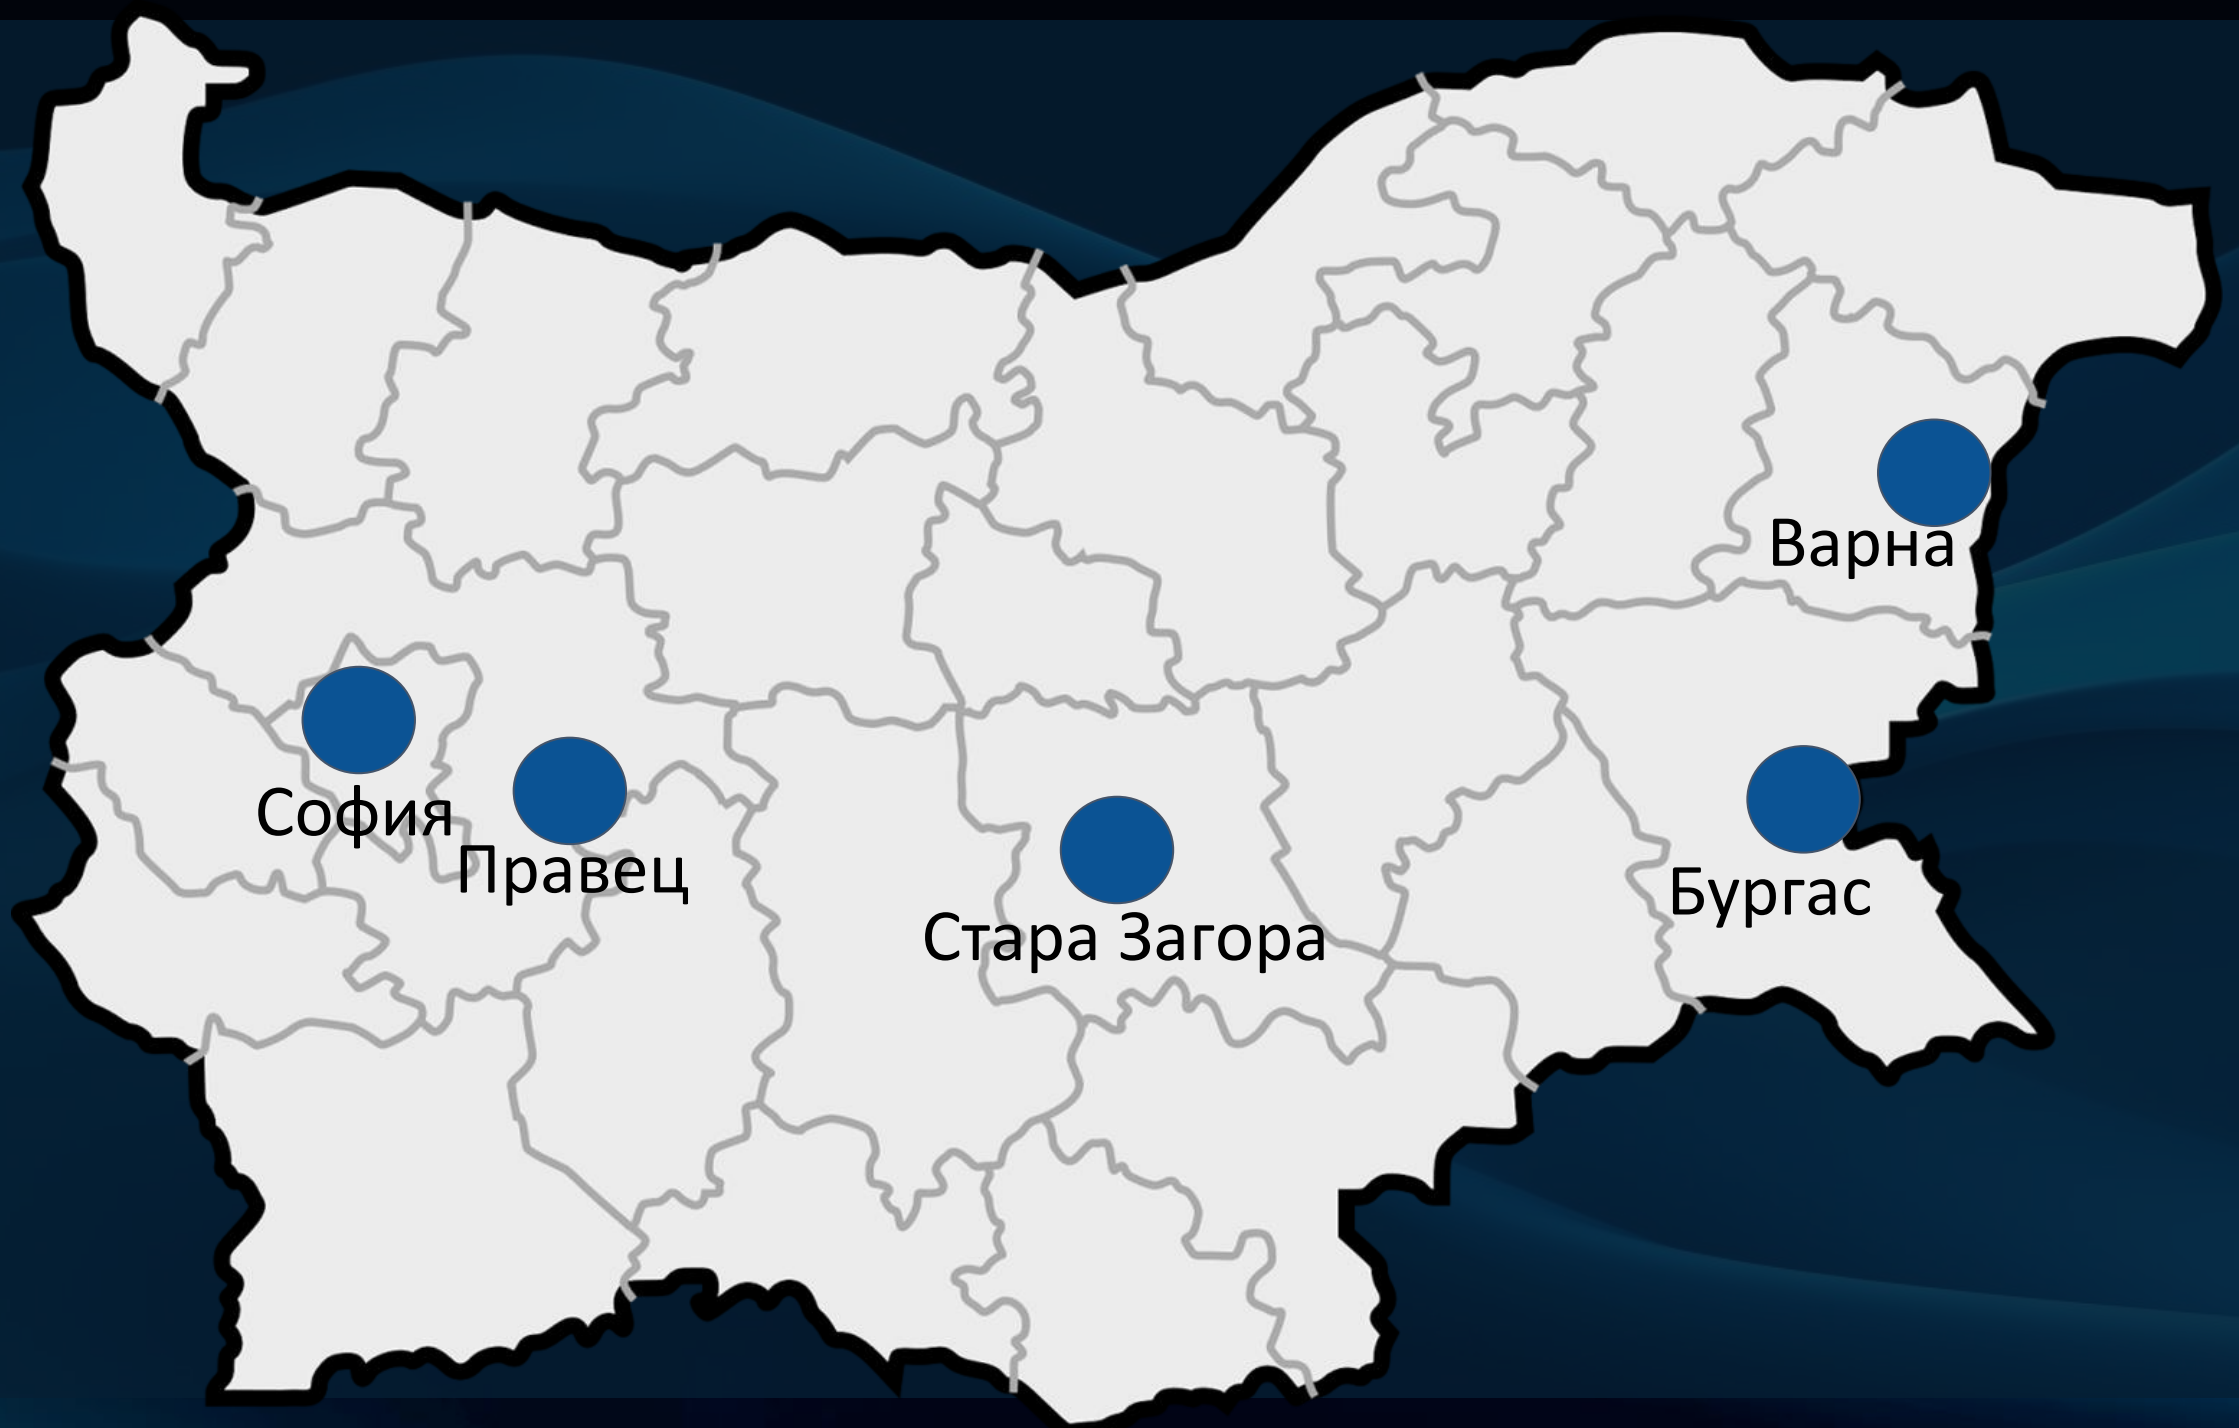 Варна
София
Правец
Бургас
Стара Загора